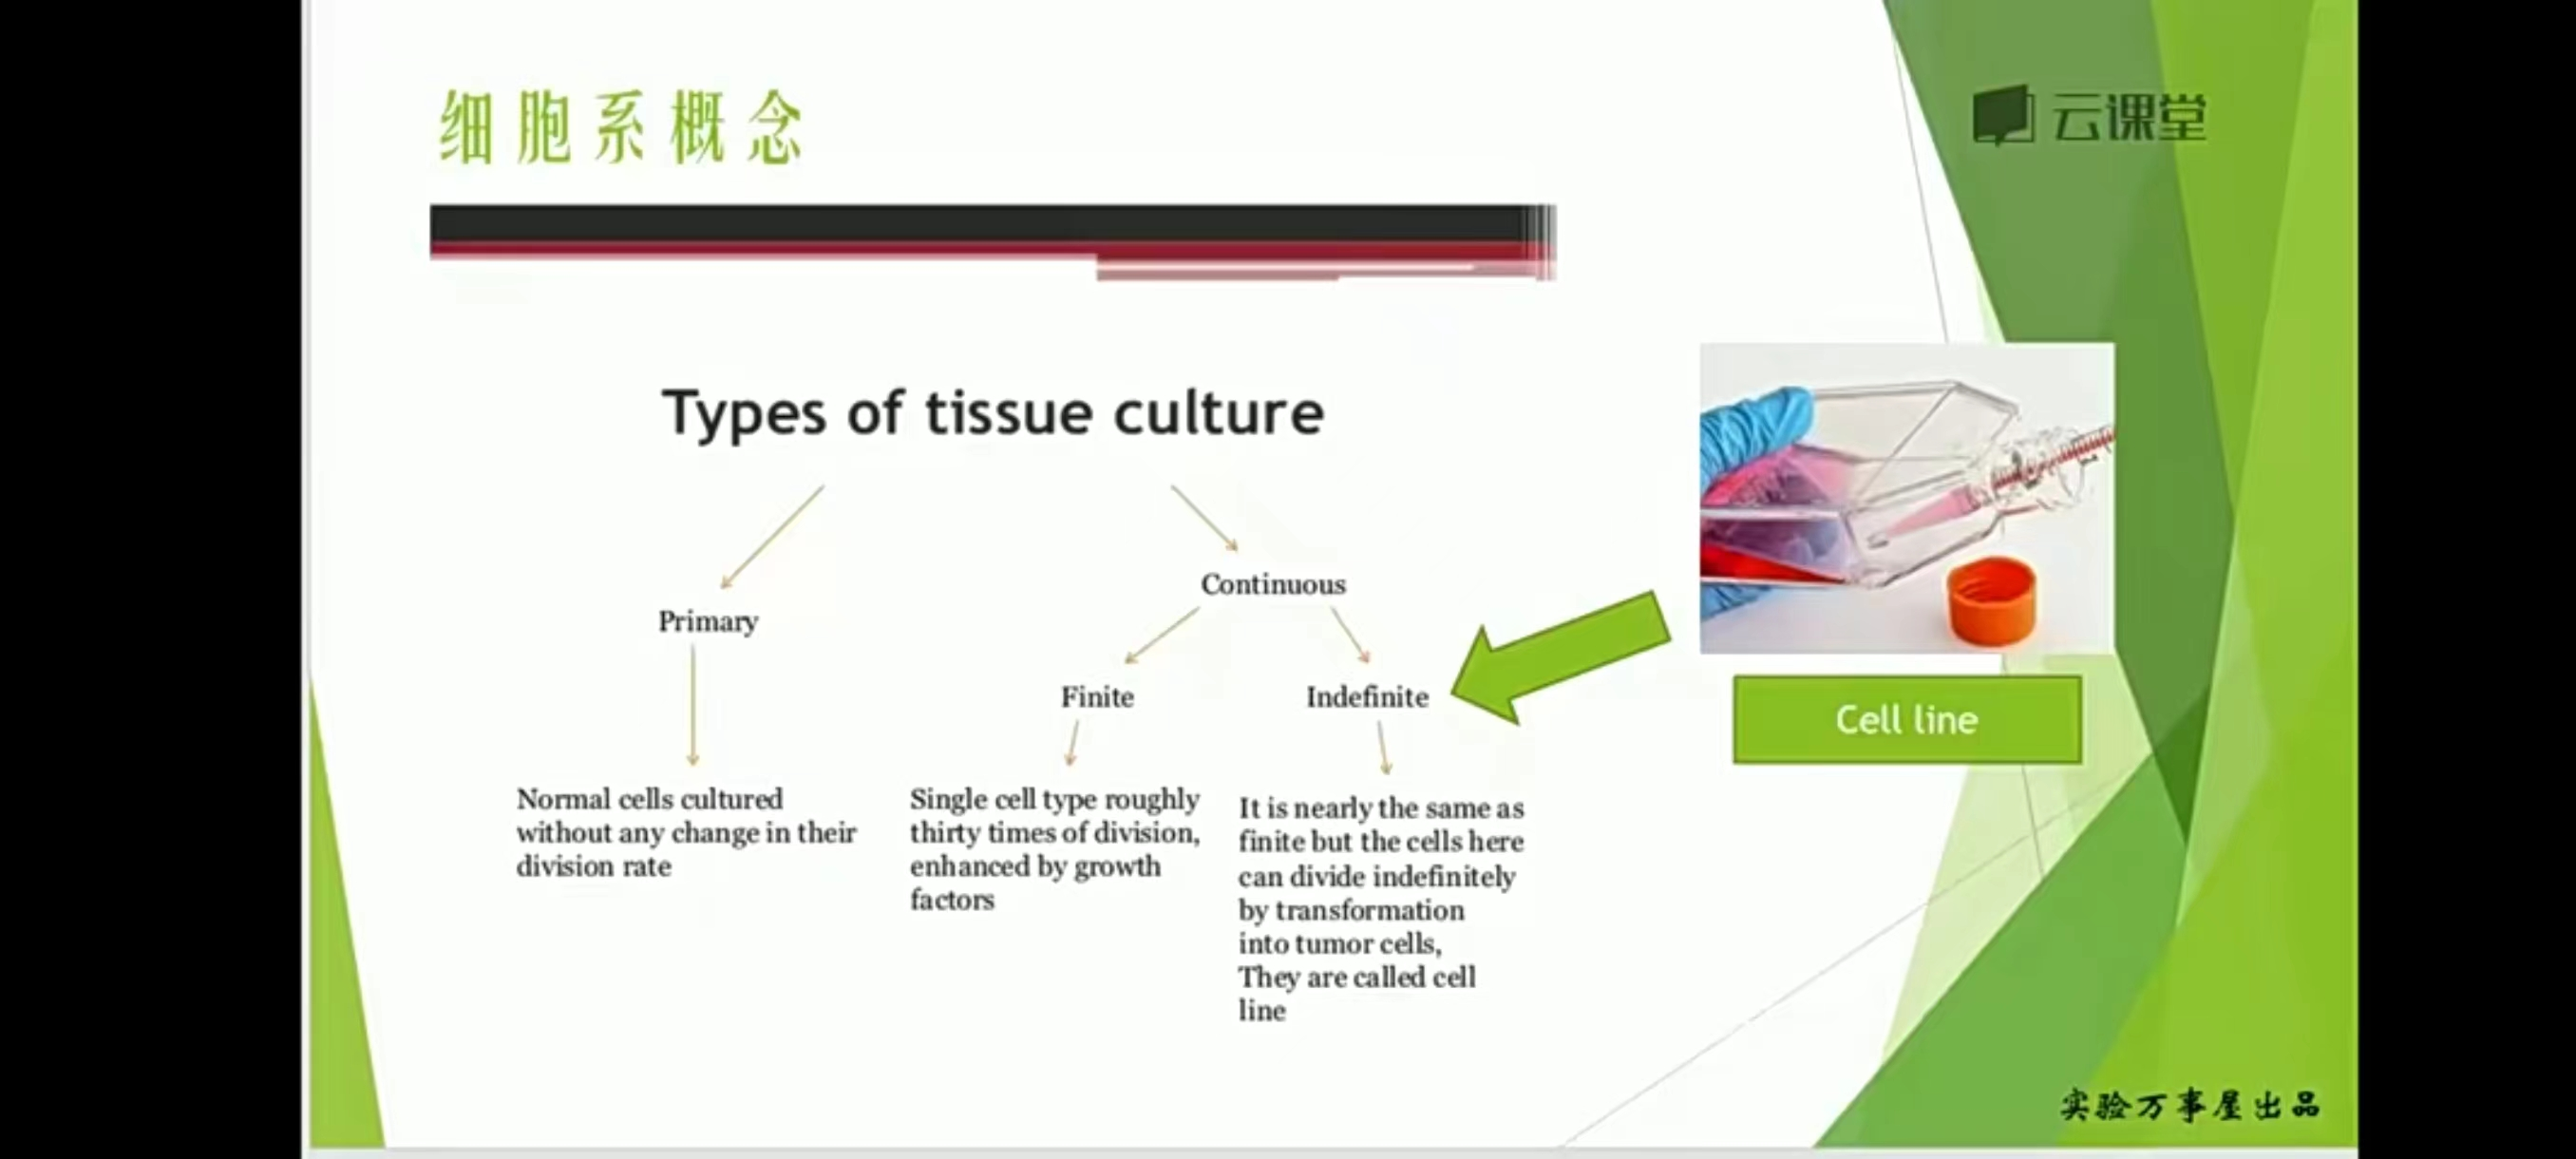 细胞系概念
云课堂
Types of tissue culture
Primary
Continuous
Finite
Indefinite
Normal cells cultured
without any change in their
division rate
Single cell type roughly
thirty times of division,
enhanced by growth
factors
It is nearly the same as
finite but the cells here
can divide indefinitely
by transformation
into tumor cells,
They are called cell
line
Cell line
实验万事屋出品